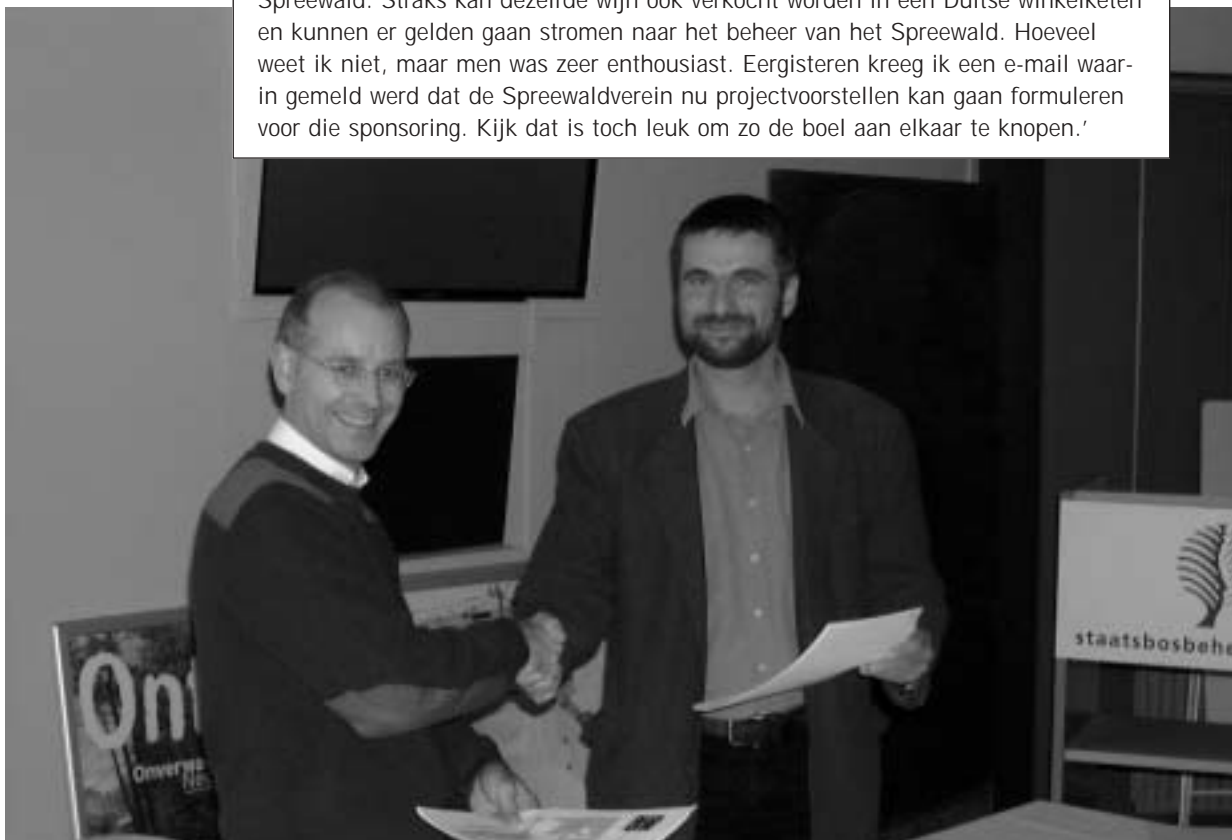 Spreewald. Straks kan dezelfde wijn ook verkocht worden in een Duitse winkelketen
en kunnen er gelden gaan stromen naar het beheer van het Spreewald. Hoeveel
weet ik niet, maar men was zeer enthousiast. Eergisteren kreeg ik een e-mail waar-
in gemeld werd dat de Spreewaldverein nu projectvoorstellen kan gaan formuleren
voor die sponsoring. Kijk dat is toch leuk om zo de boel aan elkaar te knopen.’
staatsbosbehe
Ont
Onverwa